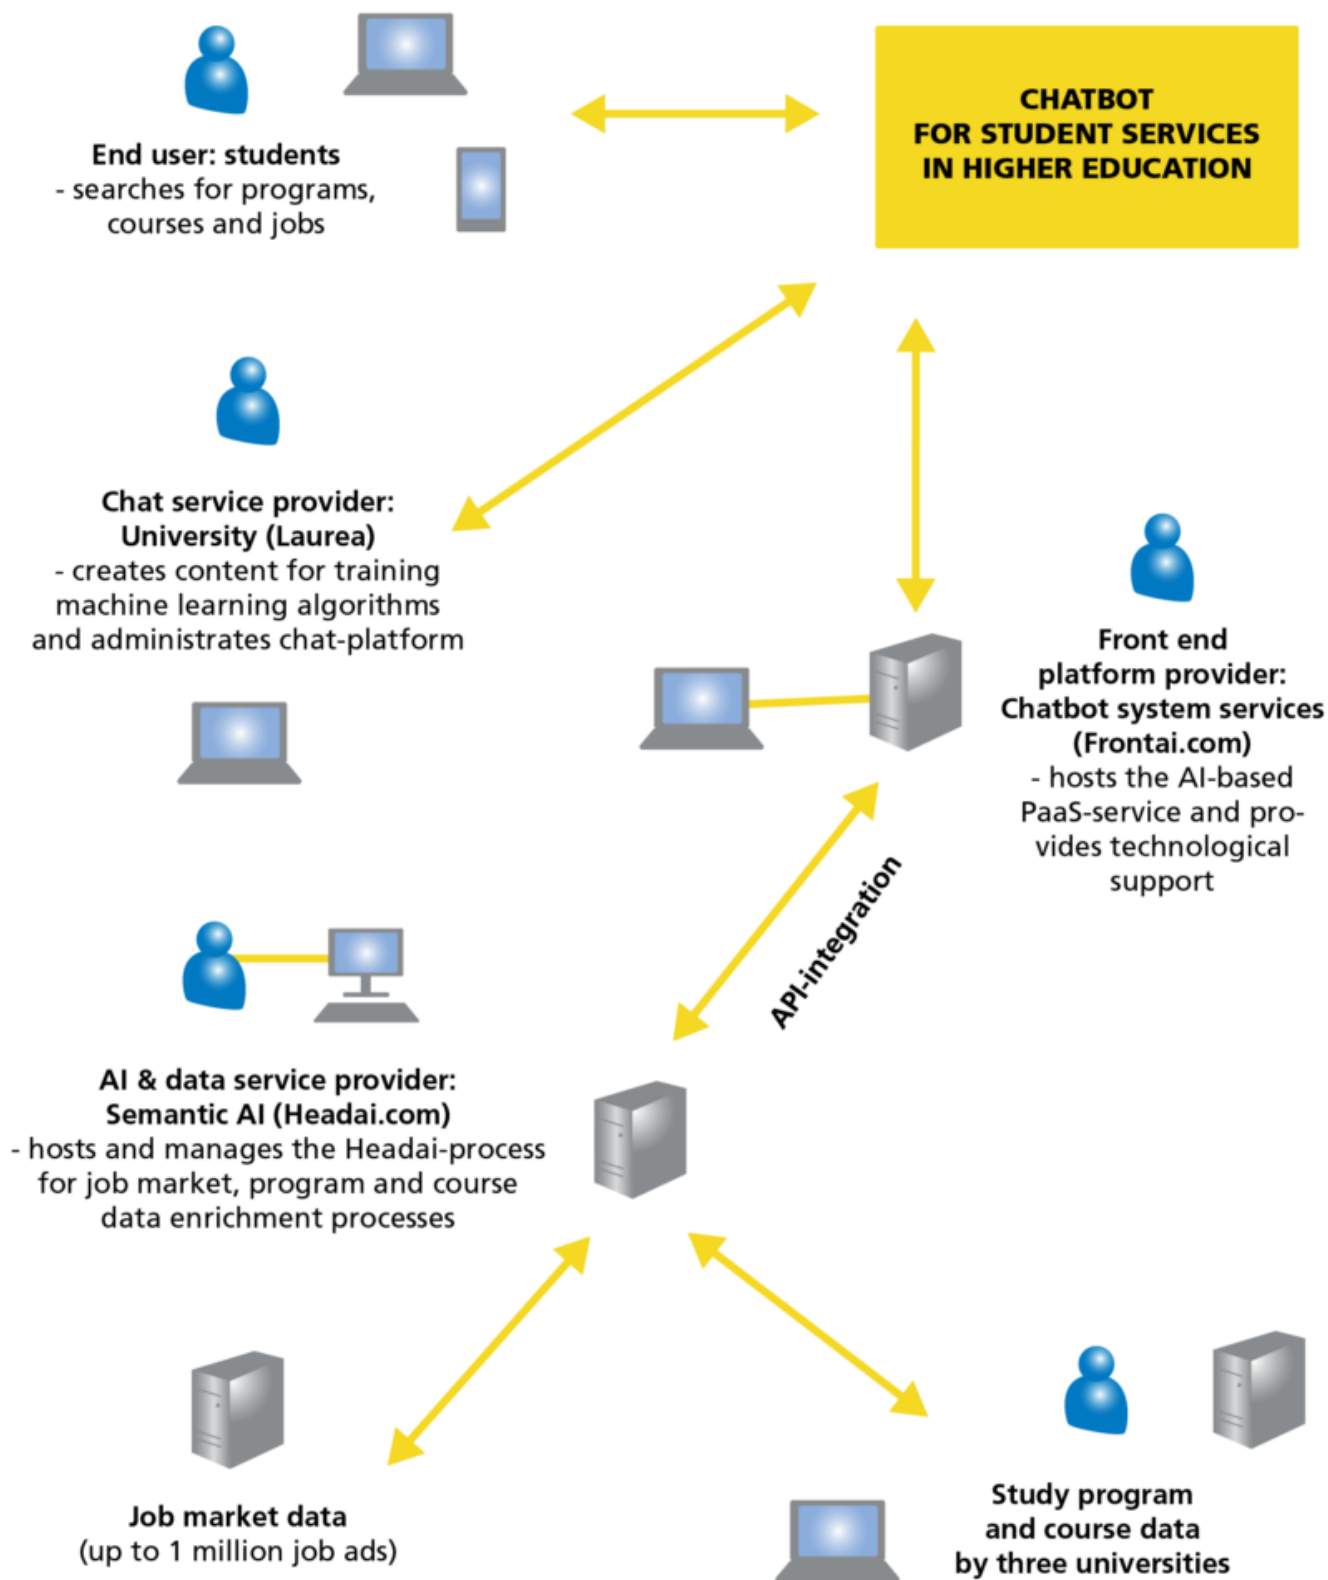 CHATBOT
FOR STUDENT SERVICES
IN HIGHER EDUCATION
End user: students
- searches for programs,
courses and jobs
Chat service provider:
University (Laurea)
- creates content for training
machine learning algorithms
and administrates chat-platform
Front end
platform provider:
Chatbot system services
(Frontai.com)
- hosts the AI-based
PaaS-service and pro-
vides technological
support
API-integration
AI & data service provider:
Semantic AI (Headai.com)
- hosts and manages the Headai-process
for job market, program and course
data enrichment processes
Job market data
(up to 1 million job ads)
Study program
and course data
by three universities